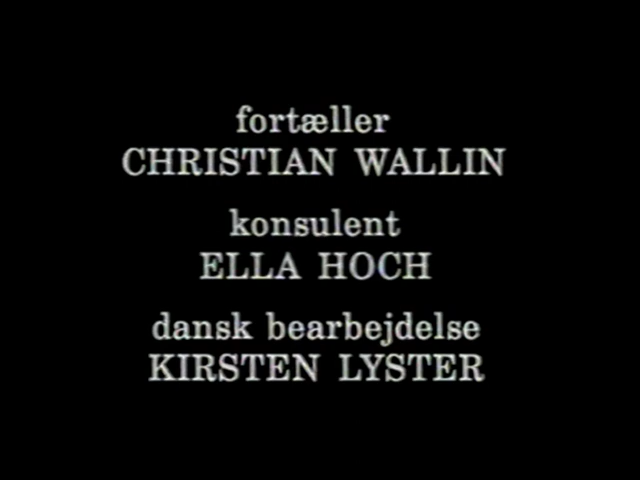 fortæller
CHRISTIAN WALLIN
konsulent
ELLA HOCH
dansk bearbejdelse
KIRSTEN LYSTER